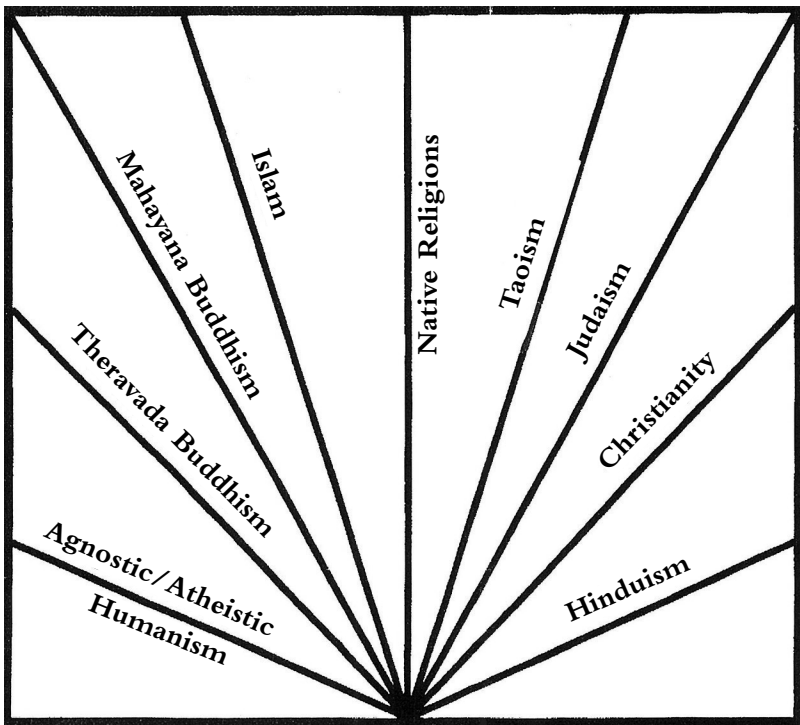 Agnostic/Atheistic
Humanism
Theravada Buddhism
Mahayana Buddhism
Islam
Native Religions
Taoism
Judaism
Christianity
Hinduism